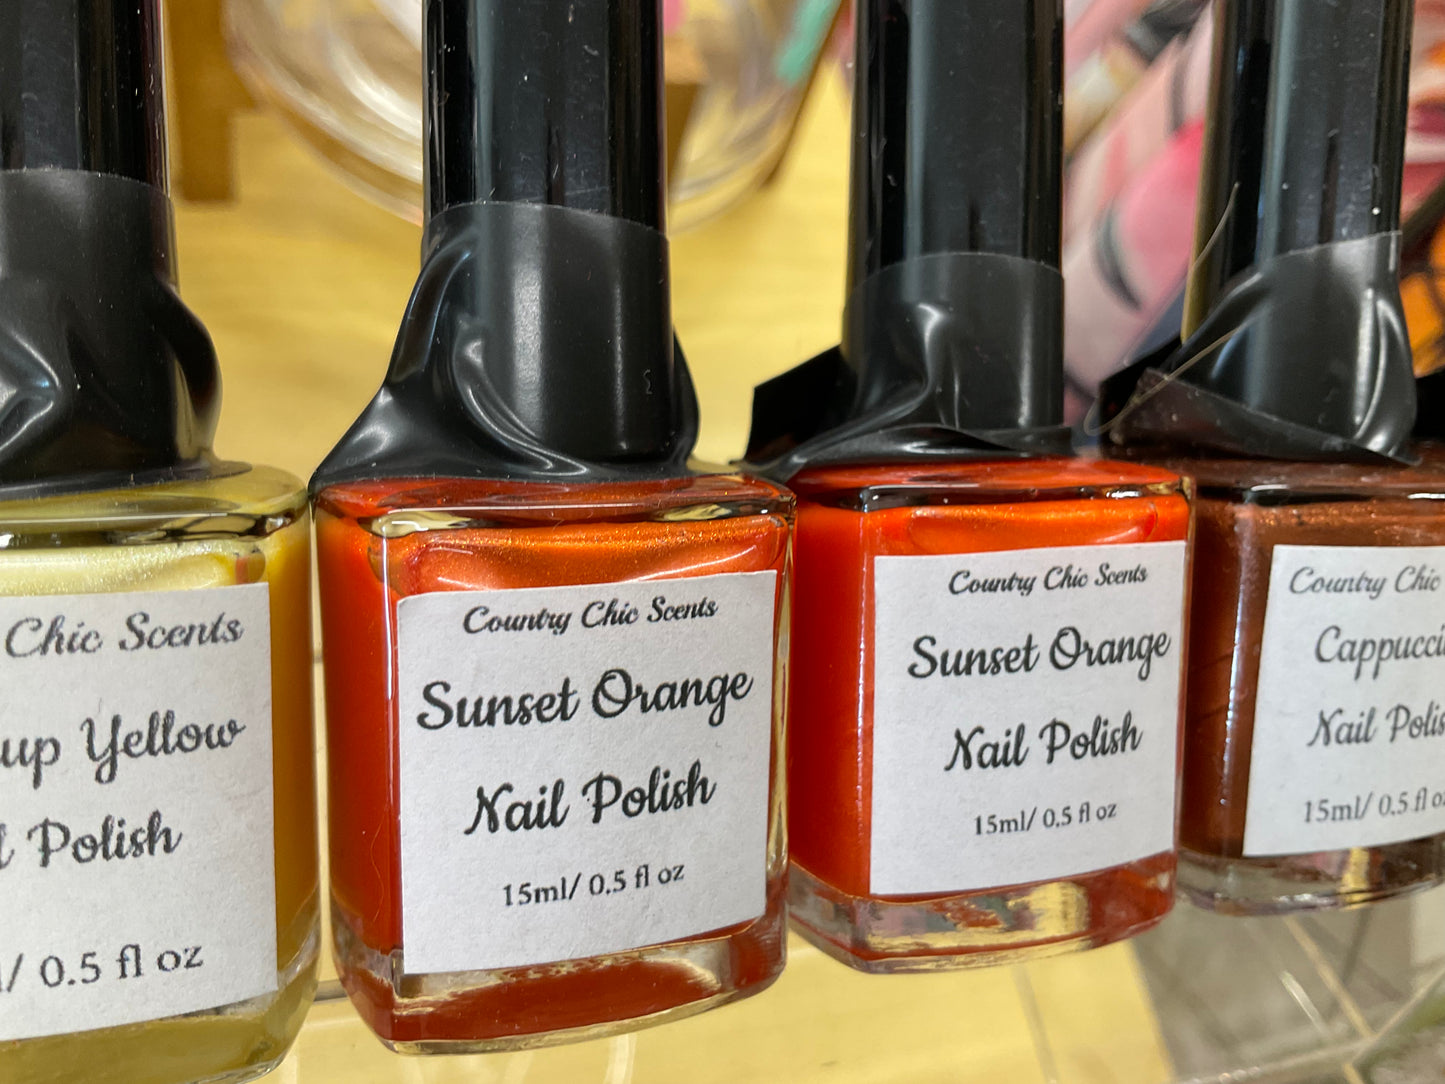 Chic Scents
up Yellow
Polish
/ 0.5 fl oz
Country Chic Scents
Sunset Orange
Nail Polish
15ml/ 0.5 fl oz
Country Chic Scents
Sunset Orange
Nail Polish
15ml/ 0.5 fl oz
Country Chic
Cappucci
Nail Polis
15ml/ 0.5 fl oz